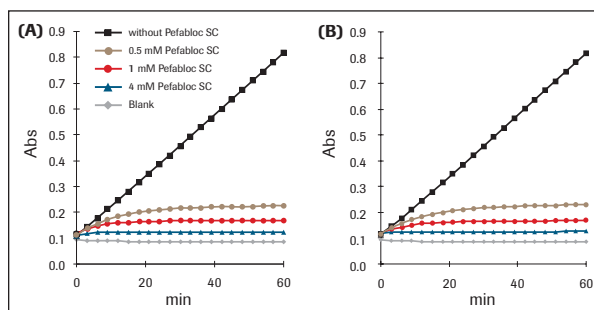 (A)
0.9
0.8
0.7
0.6
0.5
0.4
0.3
0.2
0.1
0.0
Abs
without Pefabloc SC
0.5 mM Pefabloc SC
1 mM Pefabloc SC
4 mM Pefabloc SC
Blank
0 20 40 60
min
(B)
0.9
0.8
0.7
0.6
0.5
0.4
0.3
0.2
0.1
0.0
Abs
0 20 40 60
min